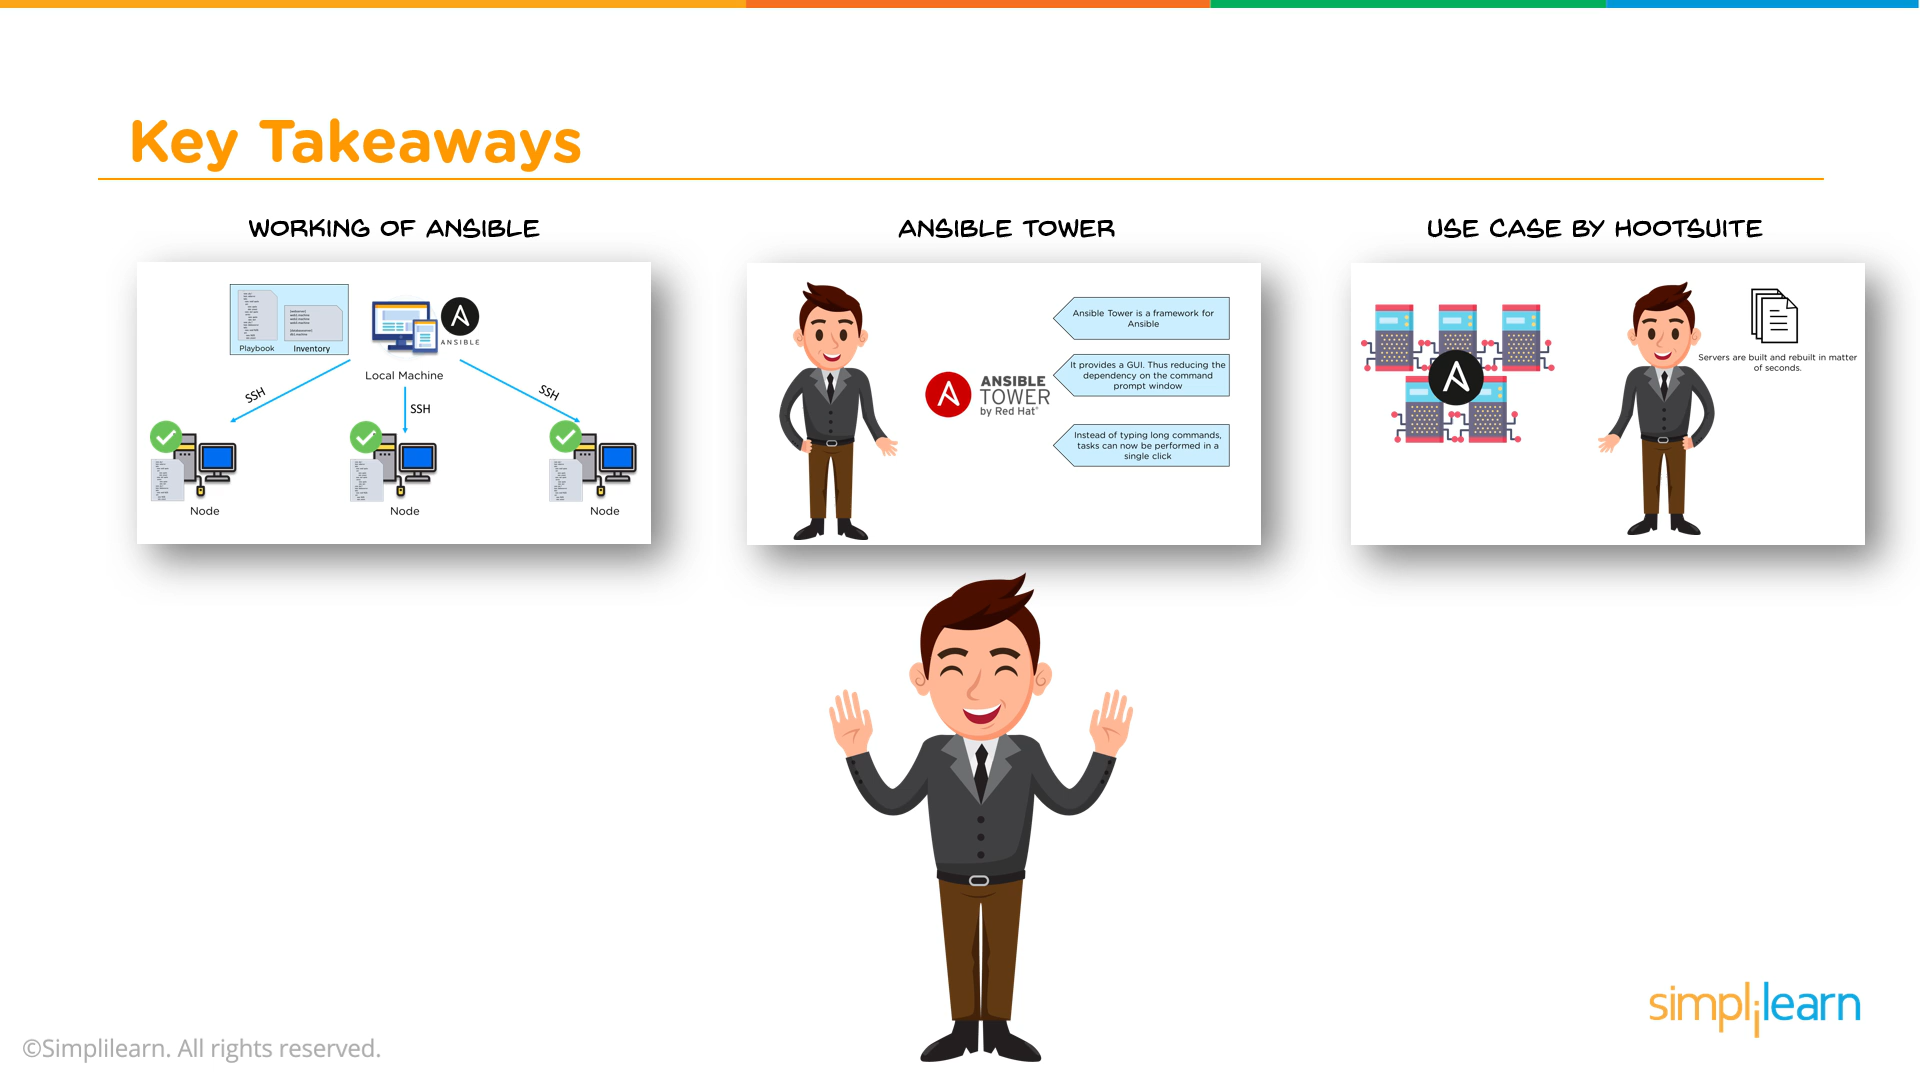 Key Takeaways
WORKING OF ANSIBLE
Playbook
Inventory
ANSIBLE
Local Machine
SSH
SSH
SSH
Node
Node
Node
ANSIBLE TOWER
ANSIBLE
TOWER
by Red Hat
Ansible Tower is a framework for
Ansible
It provides a GUI. Thus reducing the
dependency on the command
prompt window
Instead of typing long commands,
tasks can now be performed in a
single click
USE CASE BY HOOTSUITE
Servers are built and rebuilt in matter
of seconds.
©Simplilearn. All rights reserved.
simplilearn